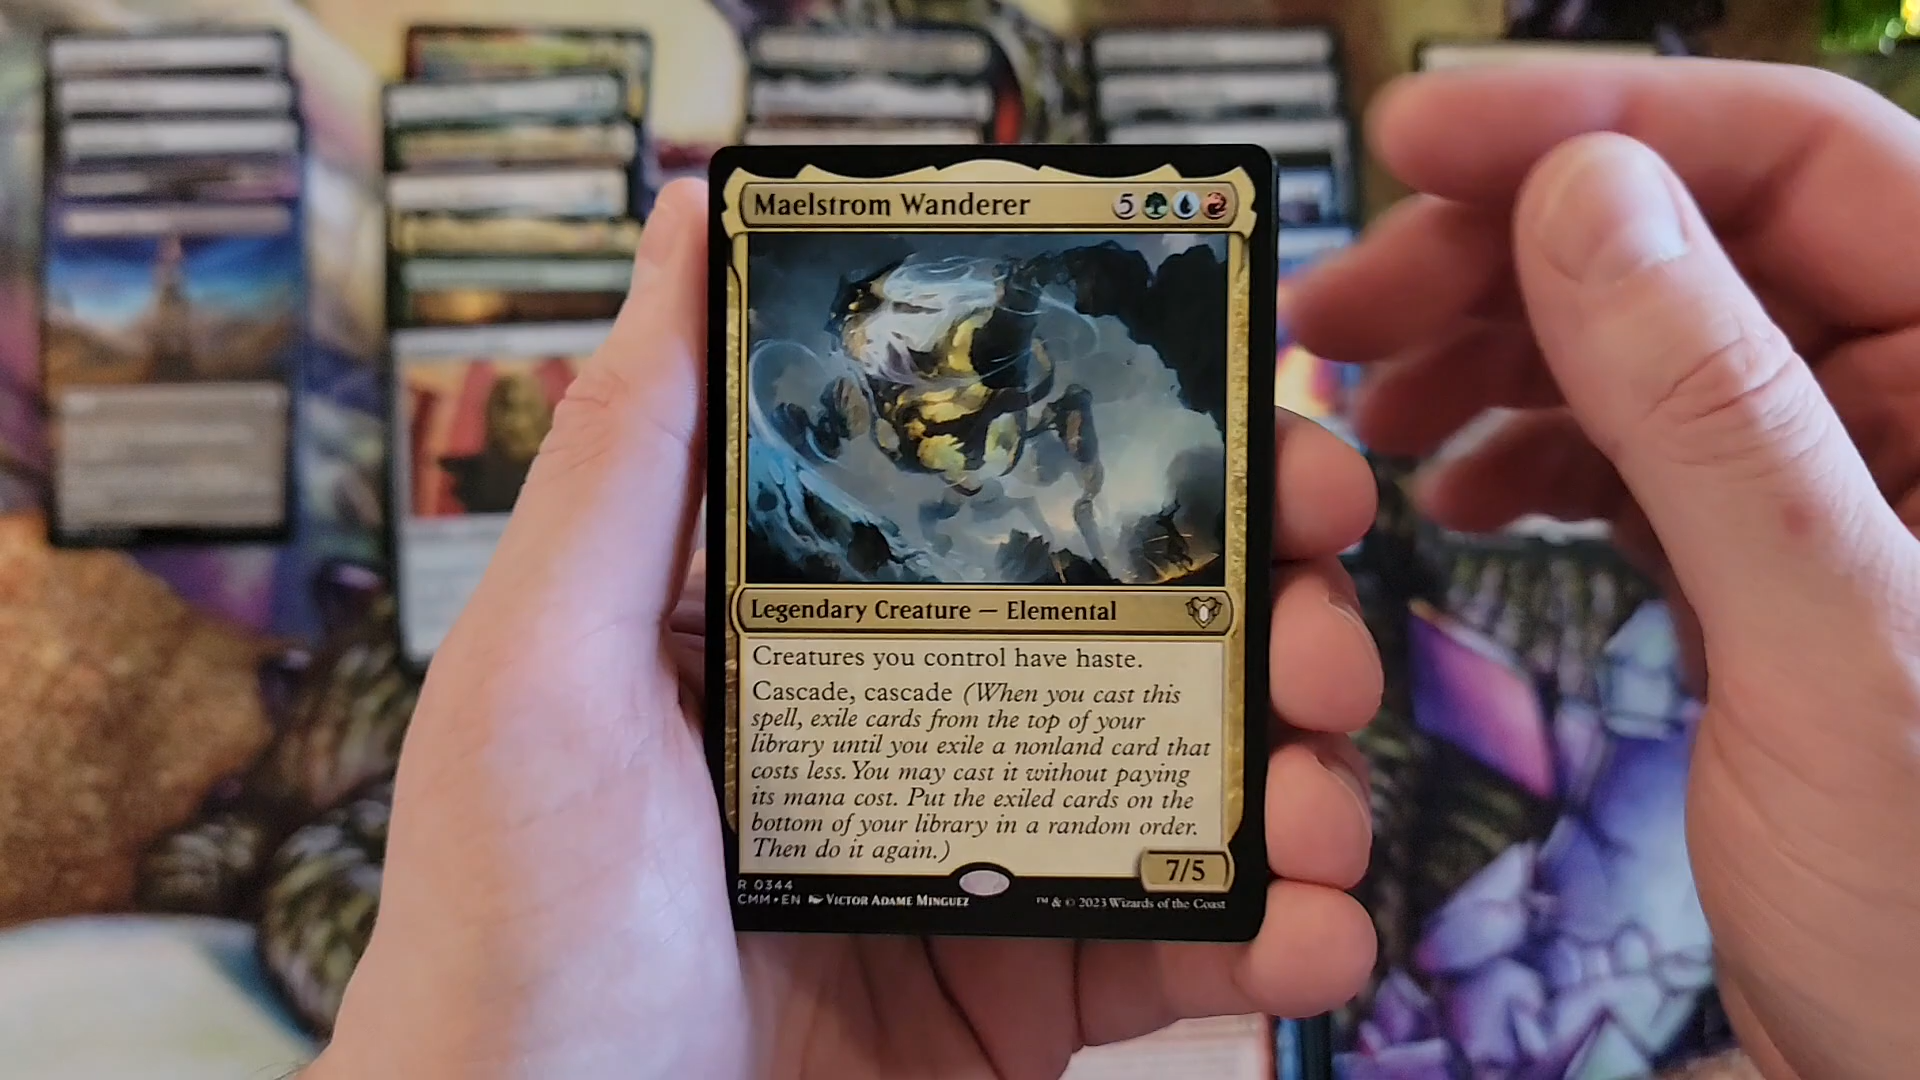 Maelstrom Wanderer 5
Legendary Creature — Elemental
Creatures you control have haste.
Cascade, cascade (When you cast this
spell, exile cards from the top of your
library until you exile a nonland card that
costs less. You may cast it without paying
its mana cost. Put the exiled cards on the
bottom of your library in a random order.
Then do it again.)
7/5
R 0344
CMM • EN Victor Adame Minguez
™ & © 2023 Wizards of the Coast